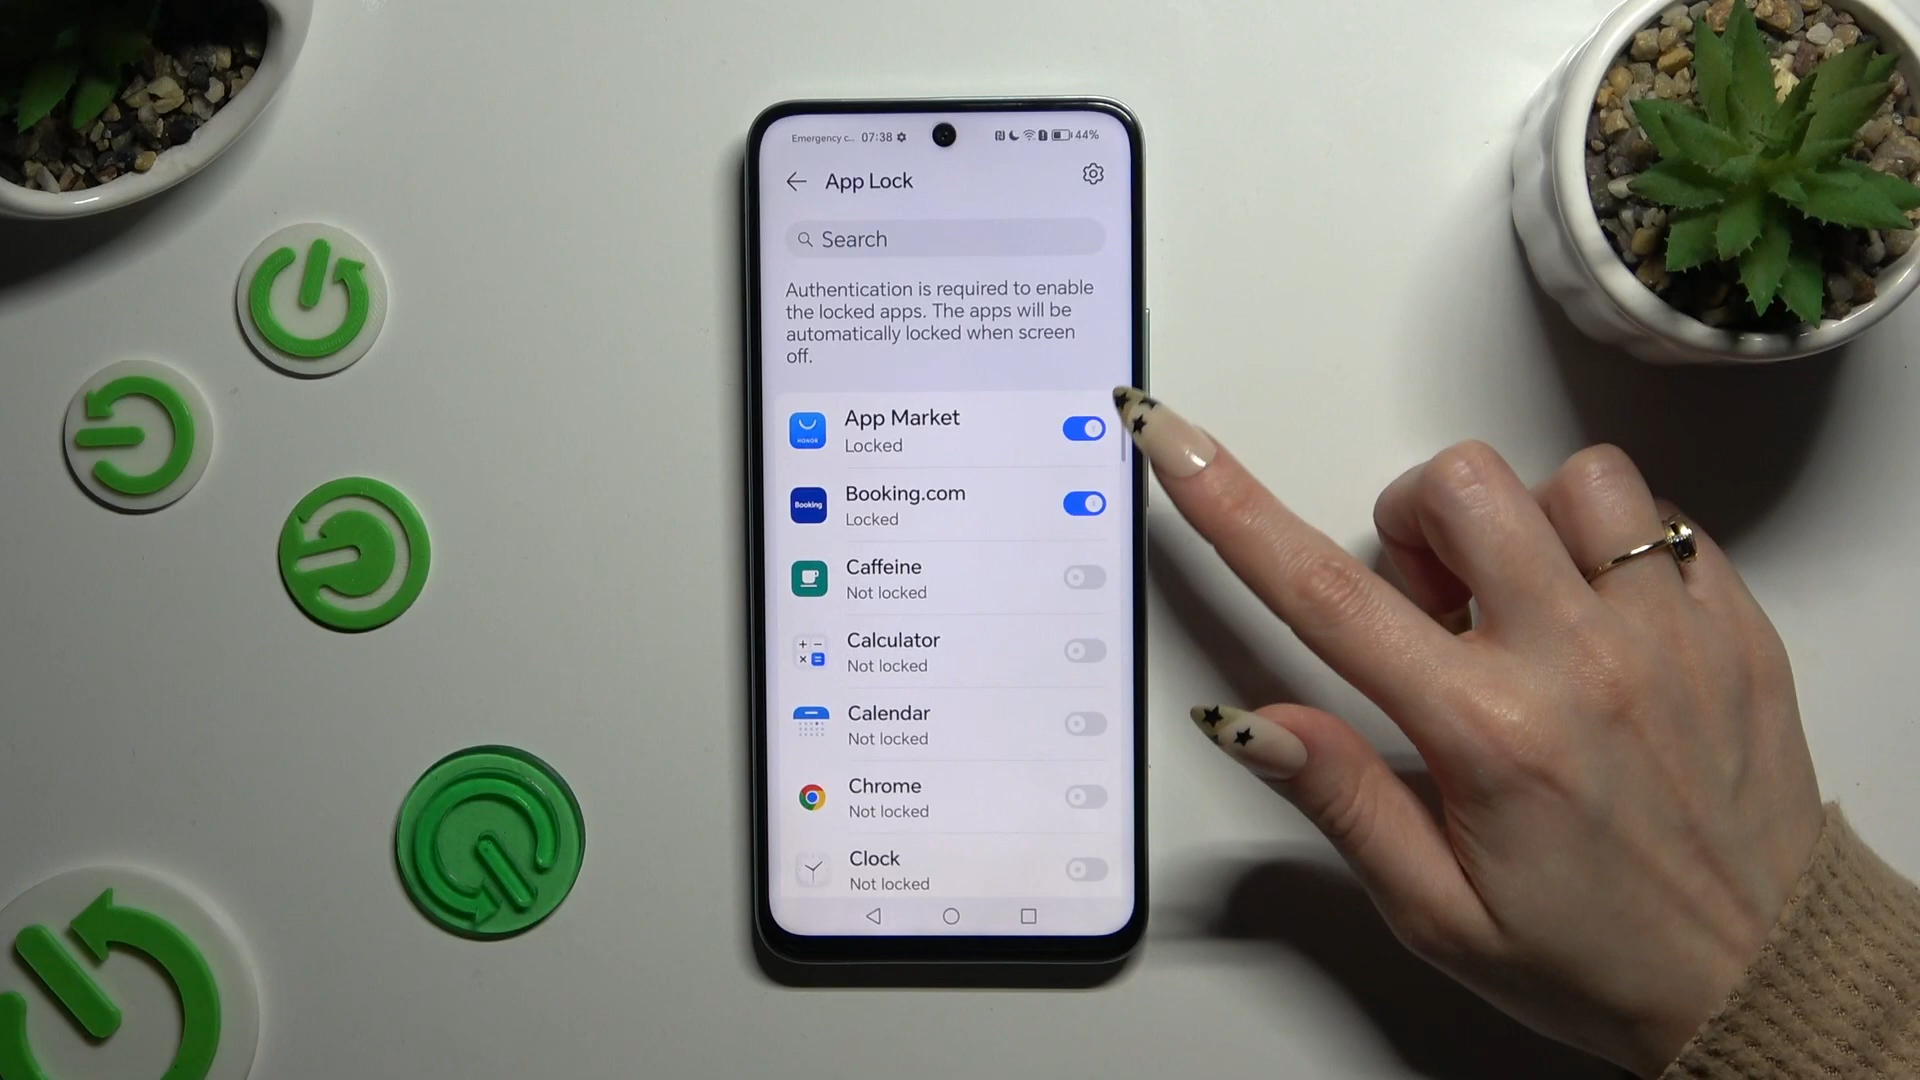 Emergency c... 07:38 44%
App Lock
Search
Authentication is required to enable
the locked apps. The apps will be
automatically locked when screen
off.
HONOR
App Market
Locked
Booking
Booking.com
Locked
Caffeine
Not locked
Calculator
Not locked
Calendar
Not locked
Chrome
Not locked
Clock
Not locked